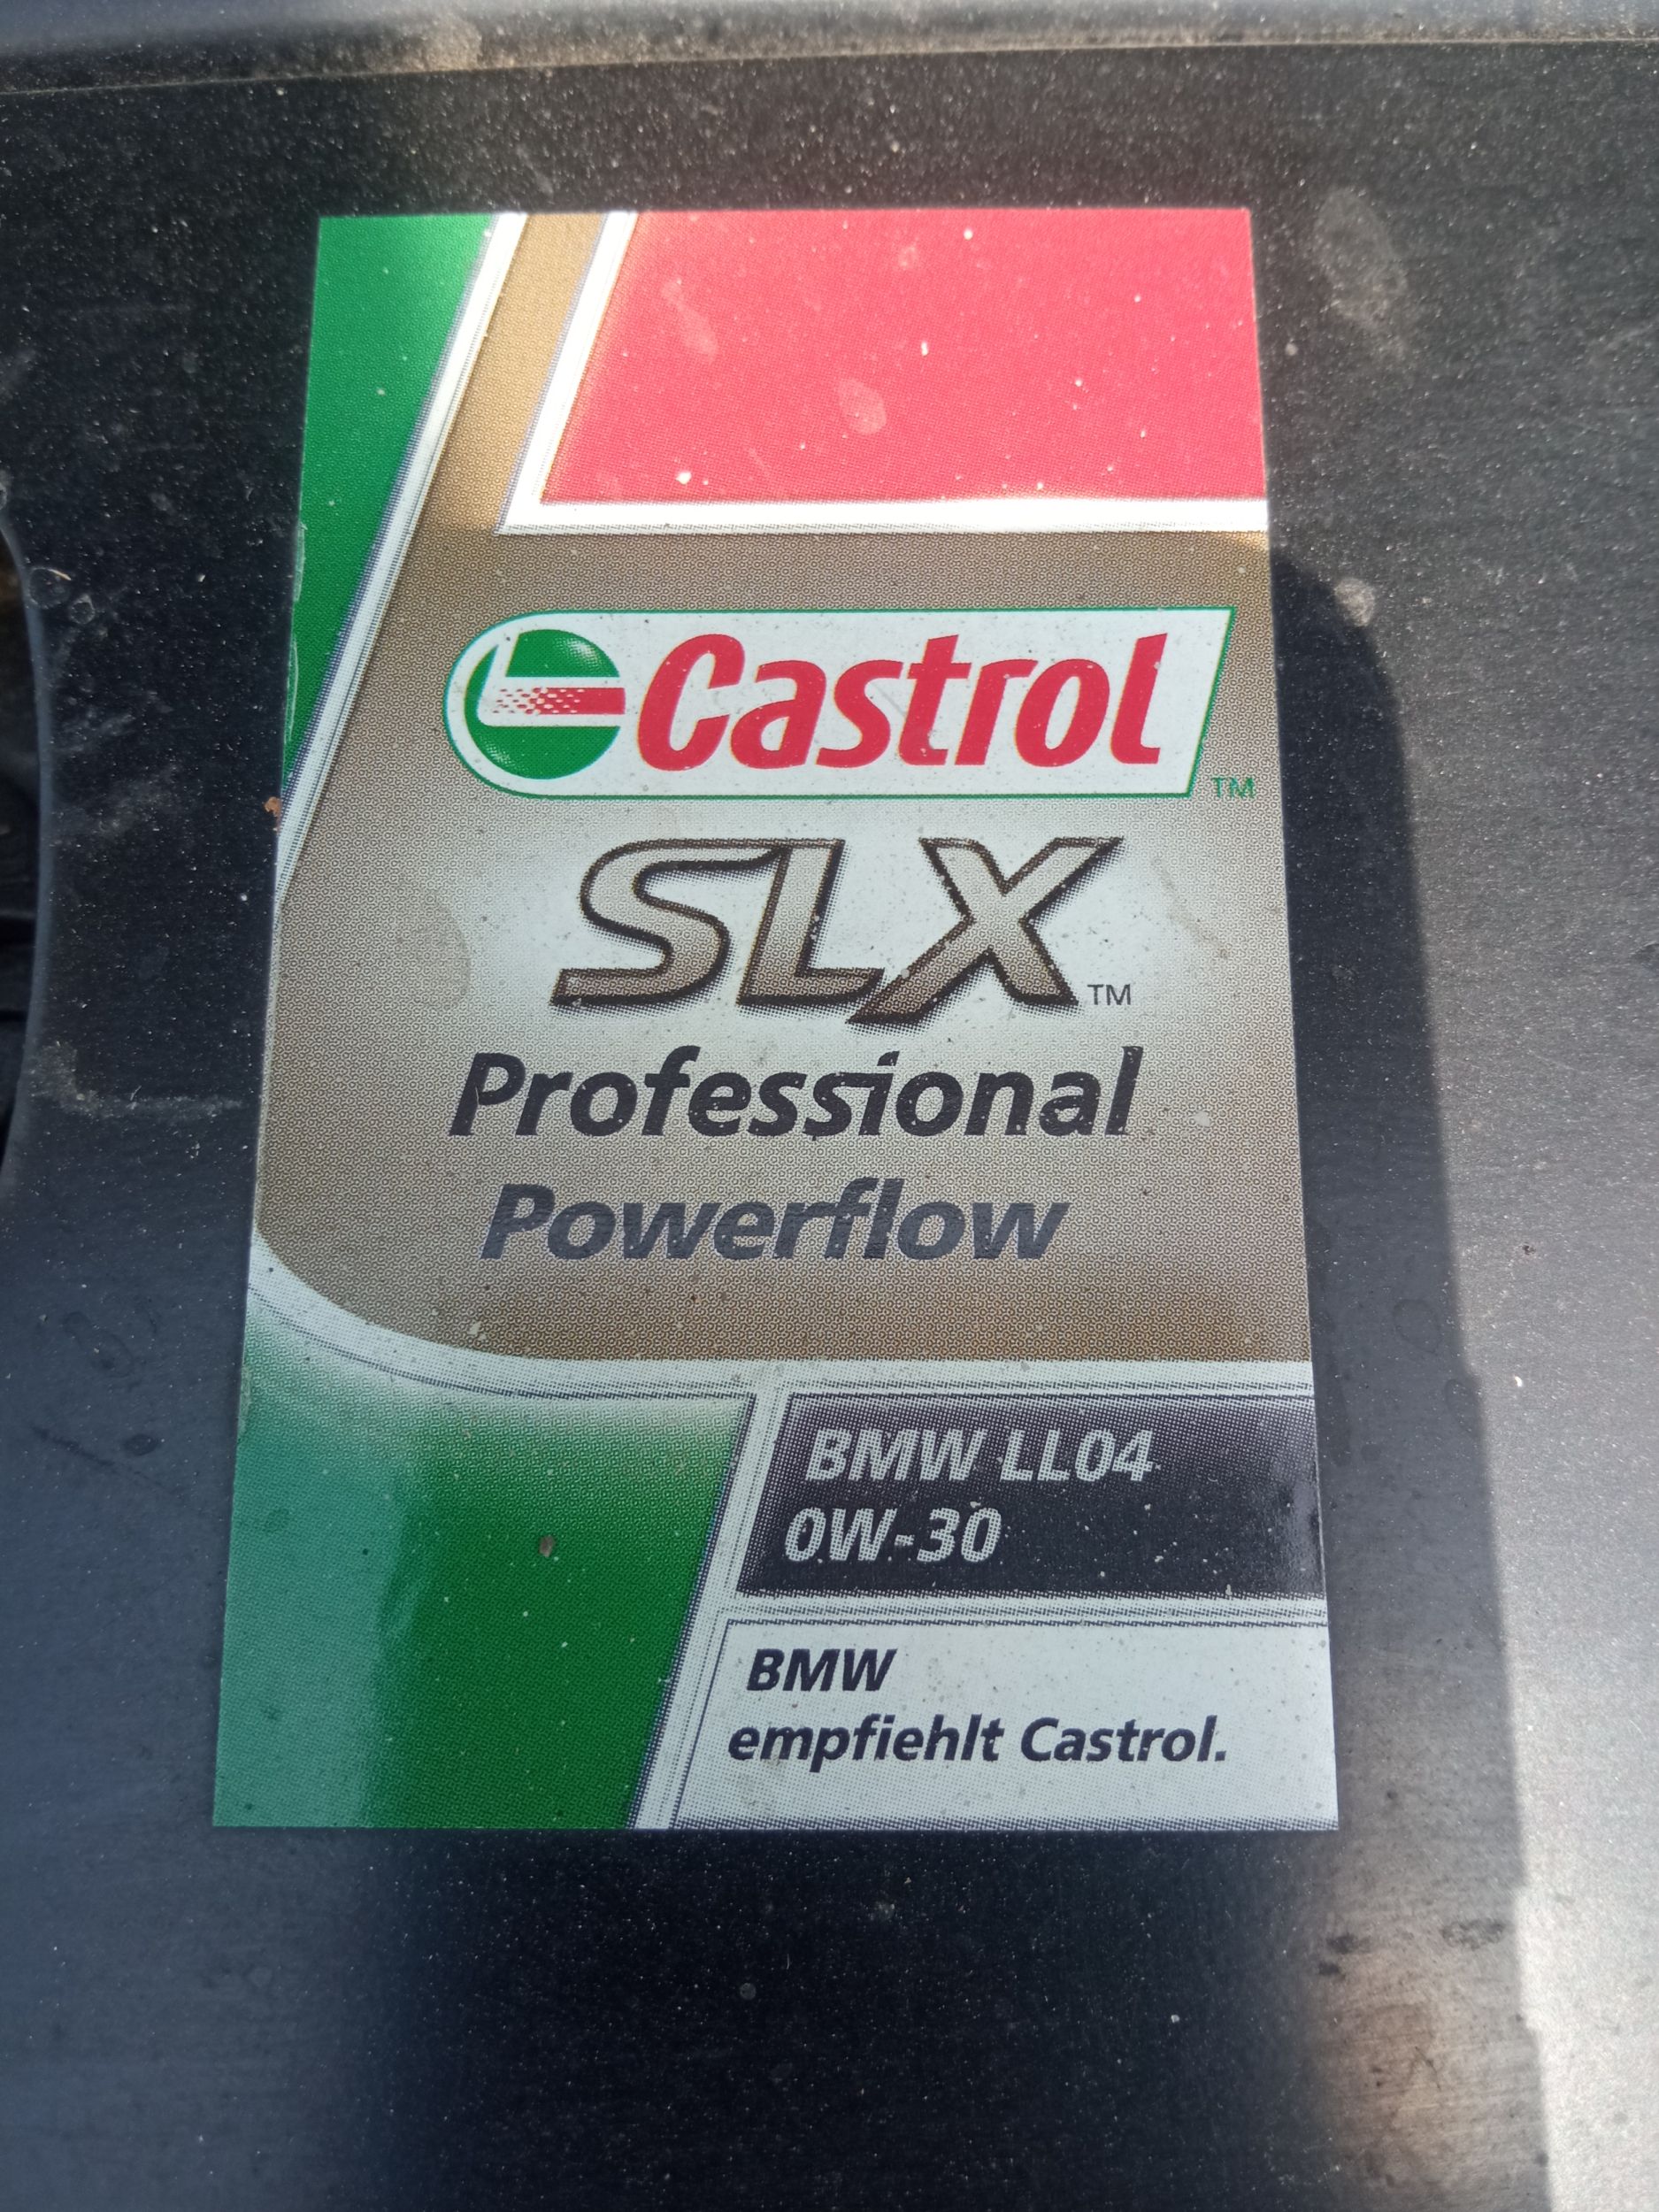 Castrol
TM
SLX
TM
Professional
Powerflow
BMW LL04
0W-30
BMW
empfiehlt Castrol.